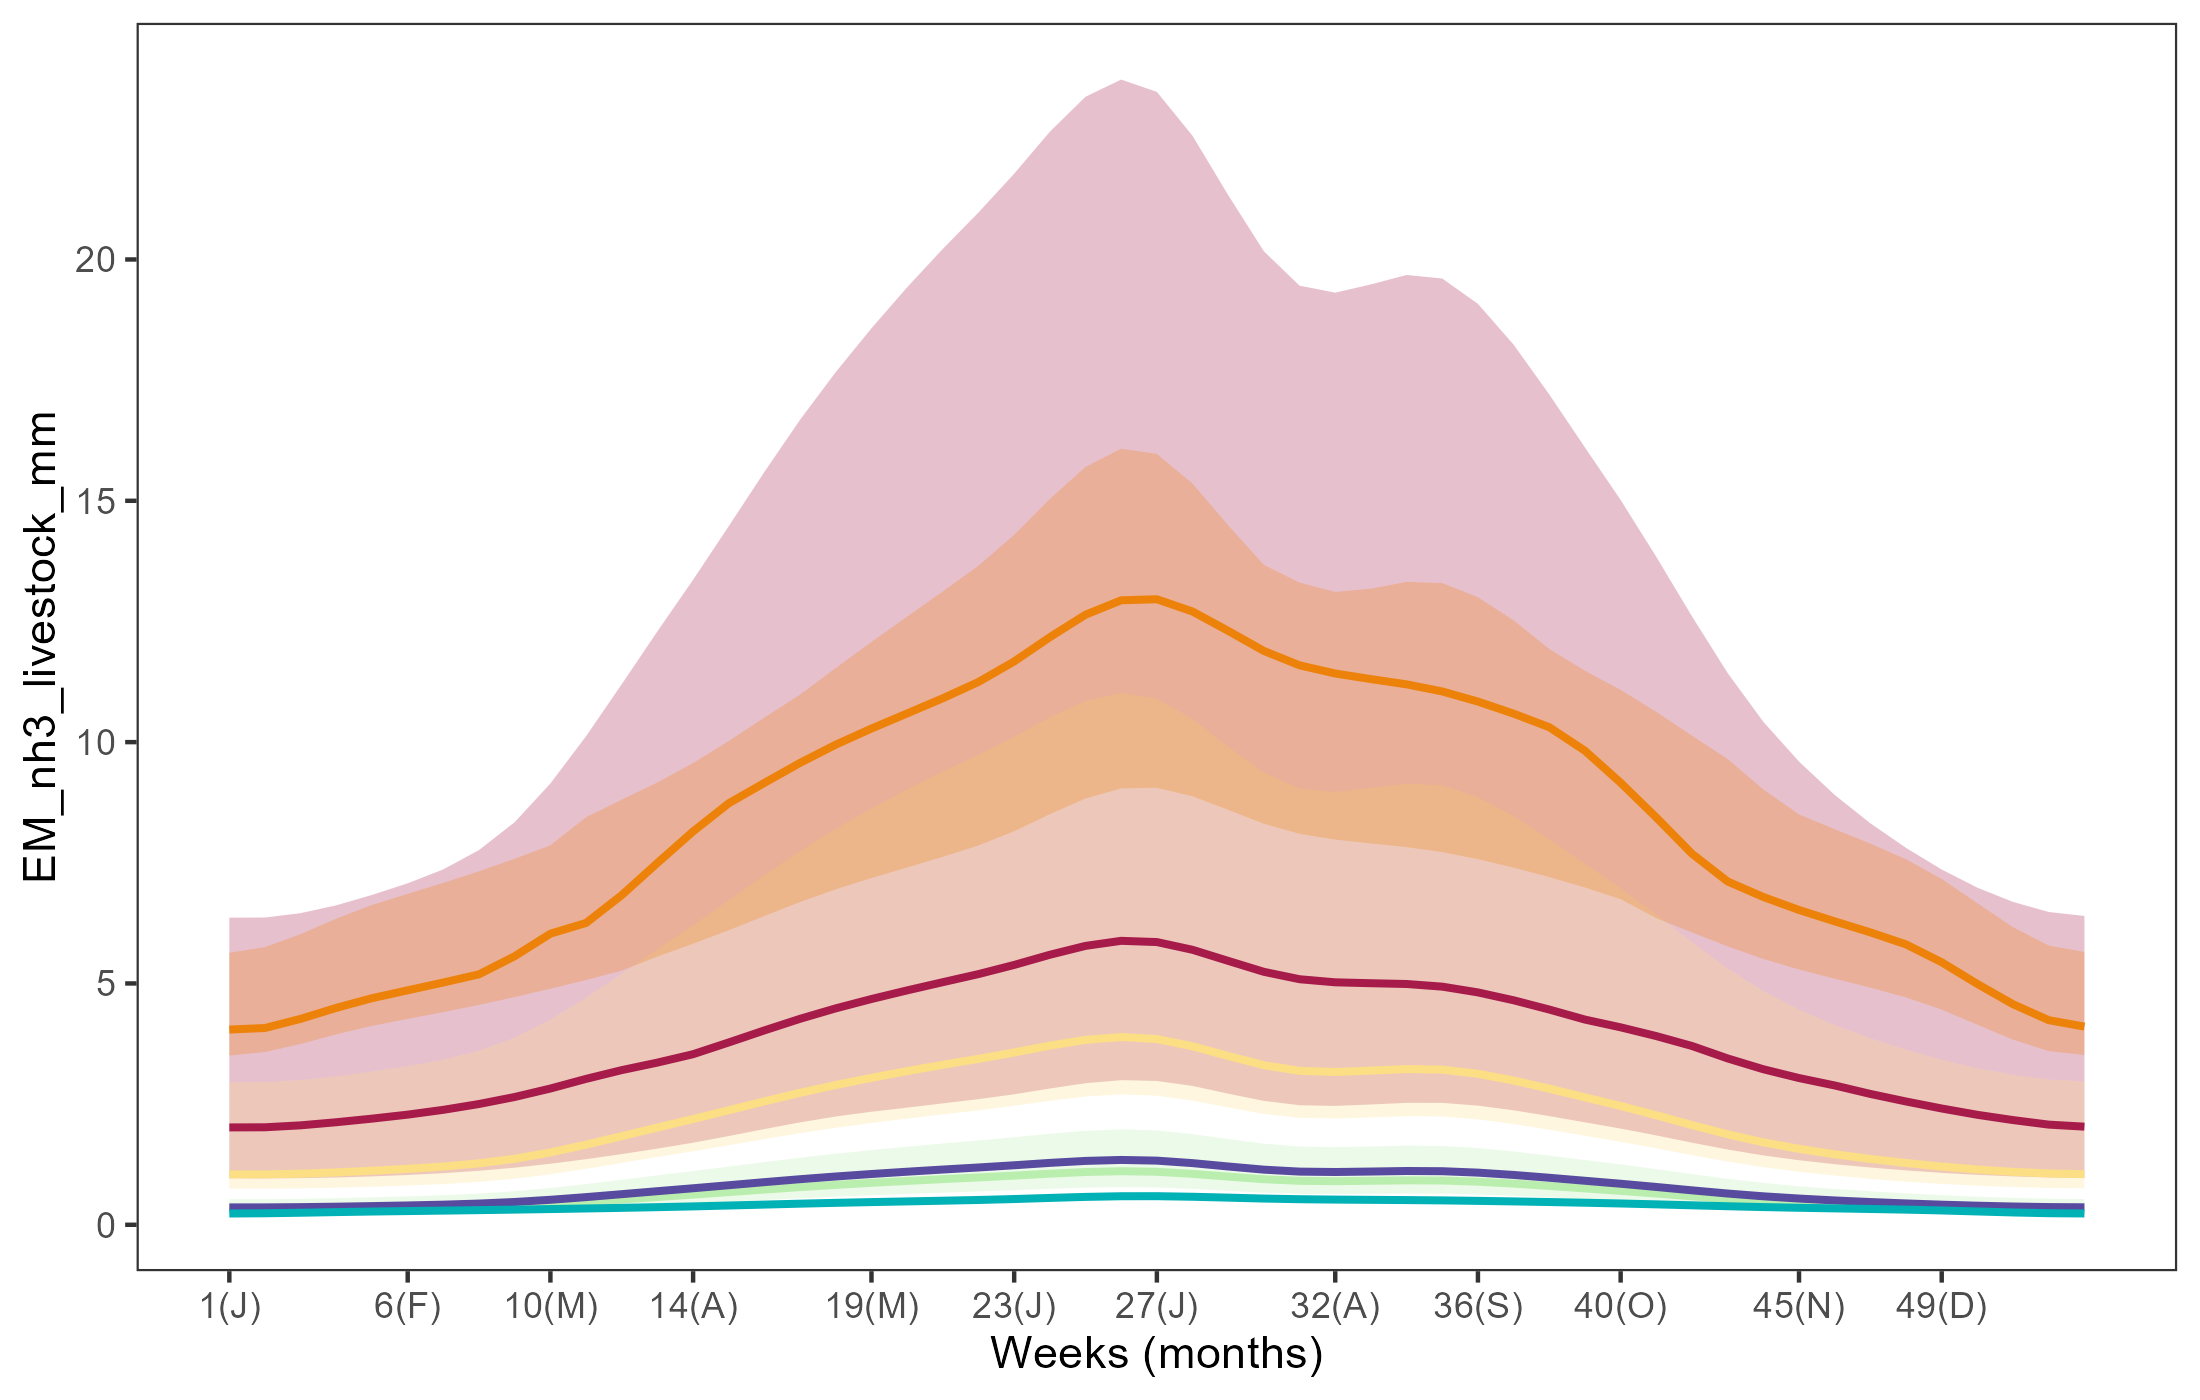 EM_nh3_livestock_mm
20
15
10
5
0
1(J) 6(F) 10(M) 14(A) 19(M) 23(J) 27(J) 32(A) 36(S) 40(O) 45(N) 49(D)
Weeks (months)